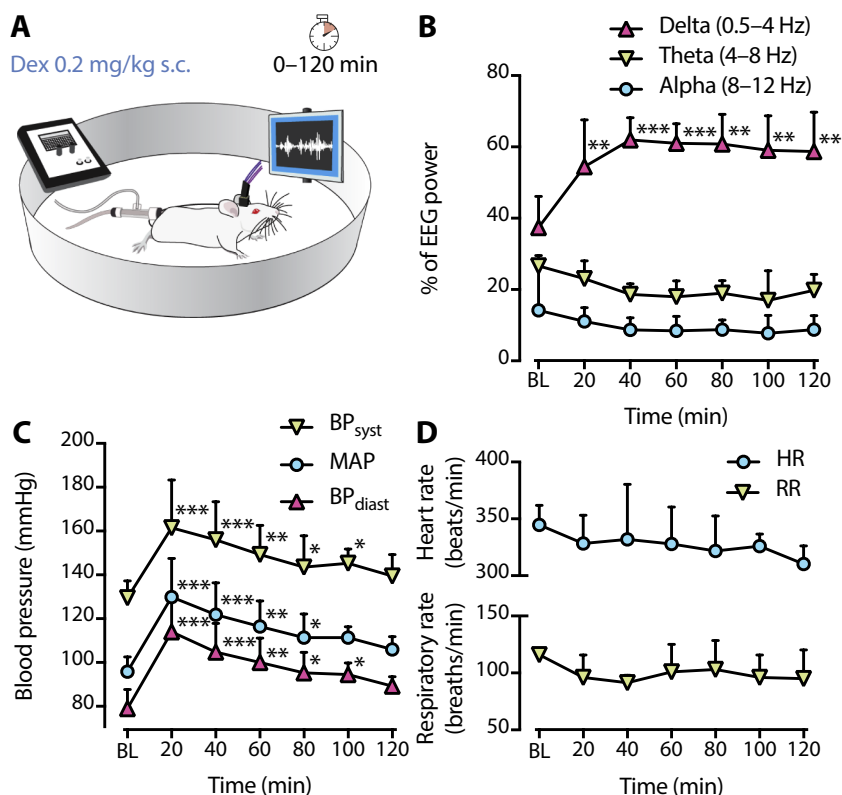 A
Dex 0.2 mg/kg s.c.
0–120 min
B
Delta (0.5–4 Hz)
Theta (4–8 Hz)
Alpha (8–12 Hz)
% of EEG power
80
60
40
20
0
** *** *** ** ** **
BL 20 40 60 80 100 120
Time (min)
C
BPsyst
MAP
BPdiast
Blood pressure (mmHg)
200
180
160
140
120
100
80
*** *** ** * *
*** *** ** *
*** *** ** * *
BL 20 40 60 80 100 120
Time (min)
D
HR
RR
Heart rate
(beats/min)
400
350
300
Respiratory rate
(breaths/min)
150
100
50
BL 20 40 60 80 100 120
Time (min)